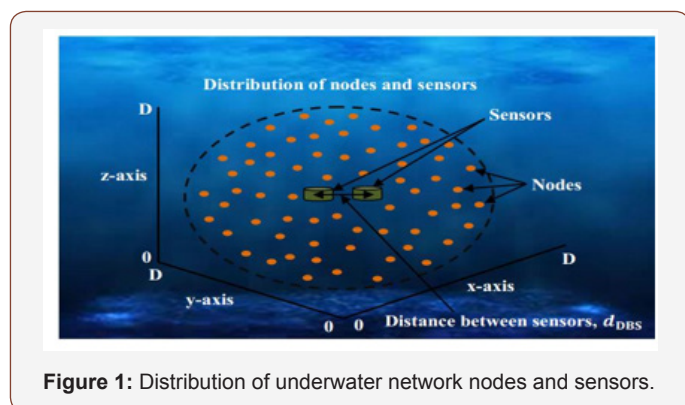 Distribution of nodes and sensors
D
Sensors
z-axis
Nodes
0
D
D
y-axis
x-axis
0 0
Distance between sensors, d_DBS
Figure 1: Distribution of underwater network nodes and sensors.